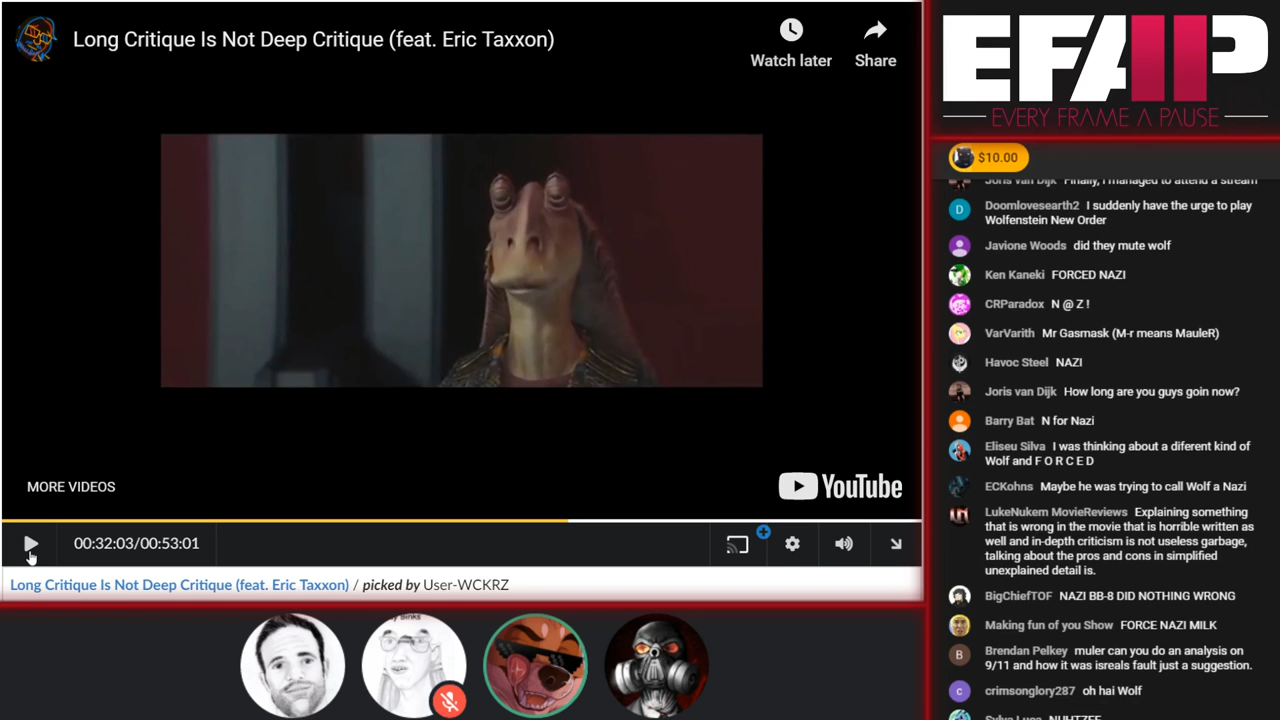 Long Critique Is Not Deep Critique (feat. Eric Taxxon)
Watch later
Share
MORE VIDEOS
YouTube
00:32:03/00:53:01
Long Critique Is Not Deep Critique (feat. Eric Taxxon) / picked by User-WCKRZ
EFAP
EVERY FRAME A PAUSE
$10.00
Joris van Dijk Finally, I managed to attend a stream
D
Doomlovesearth2 I suddenly have the urge to play
Wolfenstein New Order
Javione Woods did they mute wolf
Ken Kaneki FORCED NAZI
CRParadox N @ Z !
VarVarith Mr Gasmask (M-r means MauleR)
Havoc Steel NAZI
Joris van Dijk How long are you guys goin now?
Barry Bat N for Nazi
Eliseu Silva I was thinking about a diferent kind of
Wolf and F O R C E D
ECKohns Maybe he was trying to call Wolf a Nazi
LukeNukem MovieReviews Explaining something
that is wrong in the movie that is horrible written as
well and in-depth criticism is not useless garbage,
talking about the pros and cons in simplified
unexplained detail is.
BigChiefTOF NAZI BB-8 DID NOTHING WRONG
Making fun of you Show FORCE NAZI MILK
B
Brendan Pelkey muler can you do an analysis on
9/11 and how it was isreals fault just a suggestion.
c
crimsonglory287 oh hai Wolf